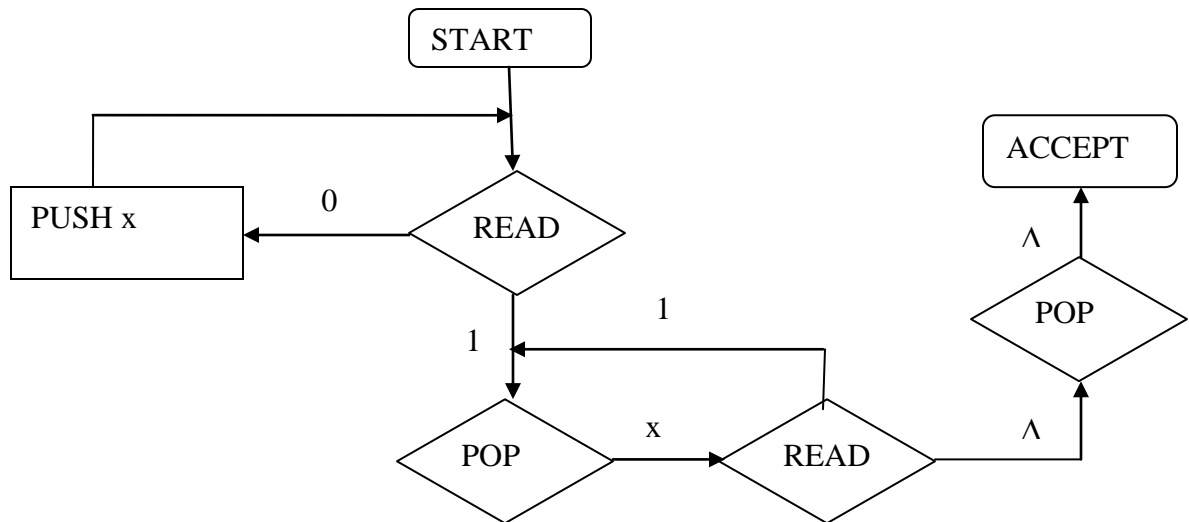 START
ACCEPT
PUSH x
0
READ
Λ
POP
1
1
POP
x
READ
Λ